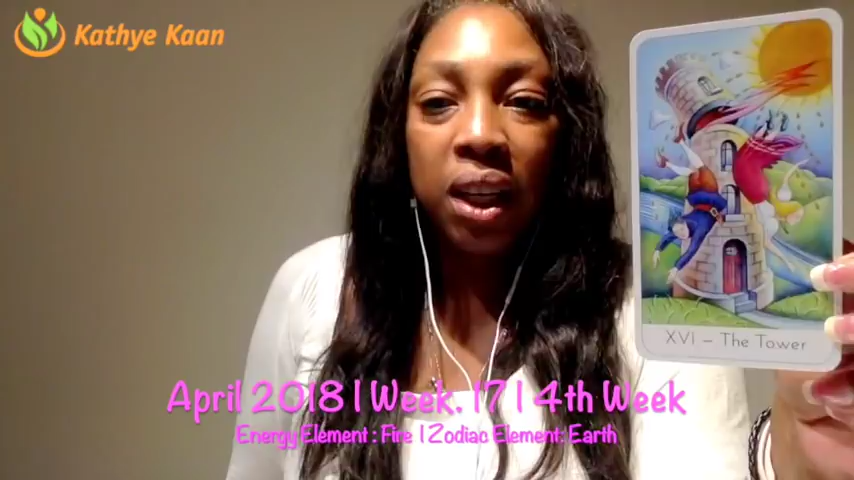 Kathye Kaan
XVI – The Tower
April 2018 | Week. 17 | 4th Week
Energy Element : Fire | Zodiac Element: Earth